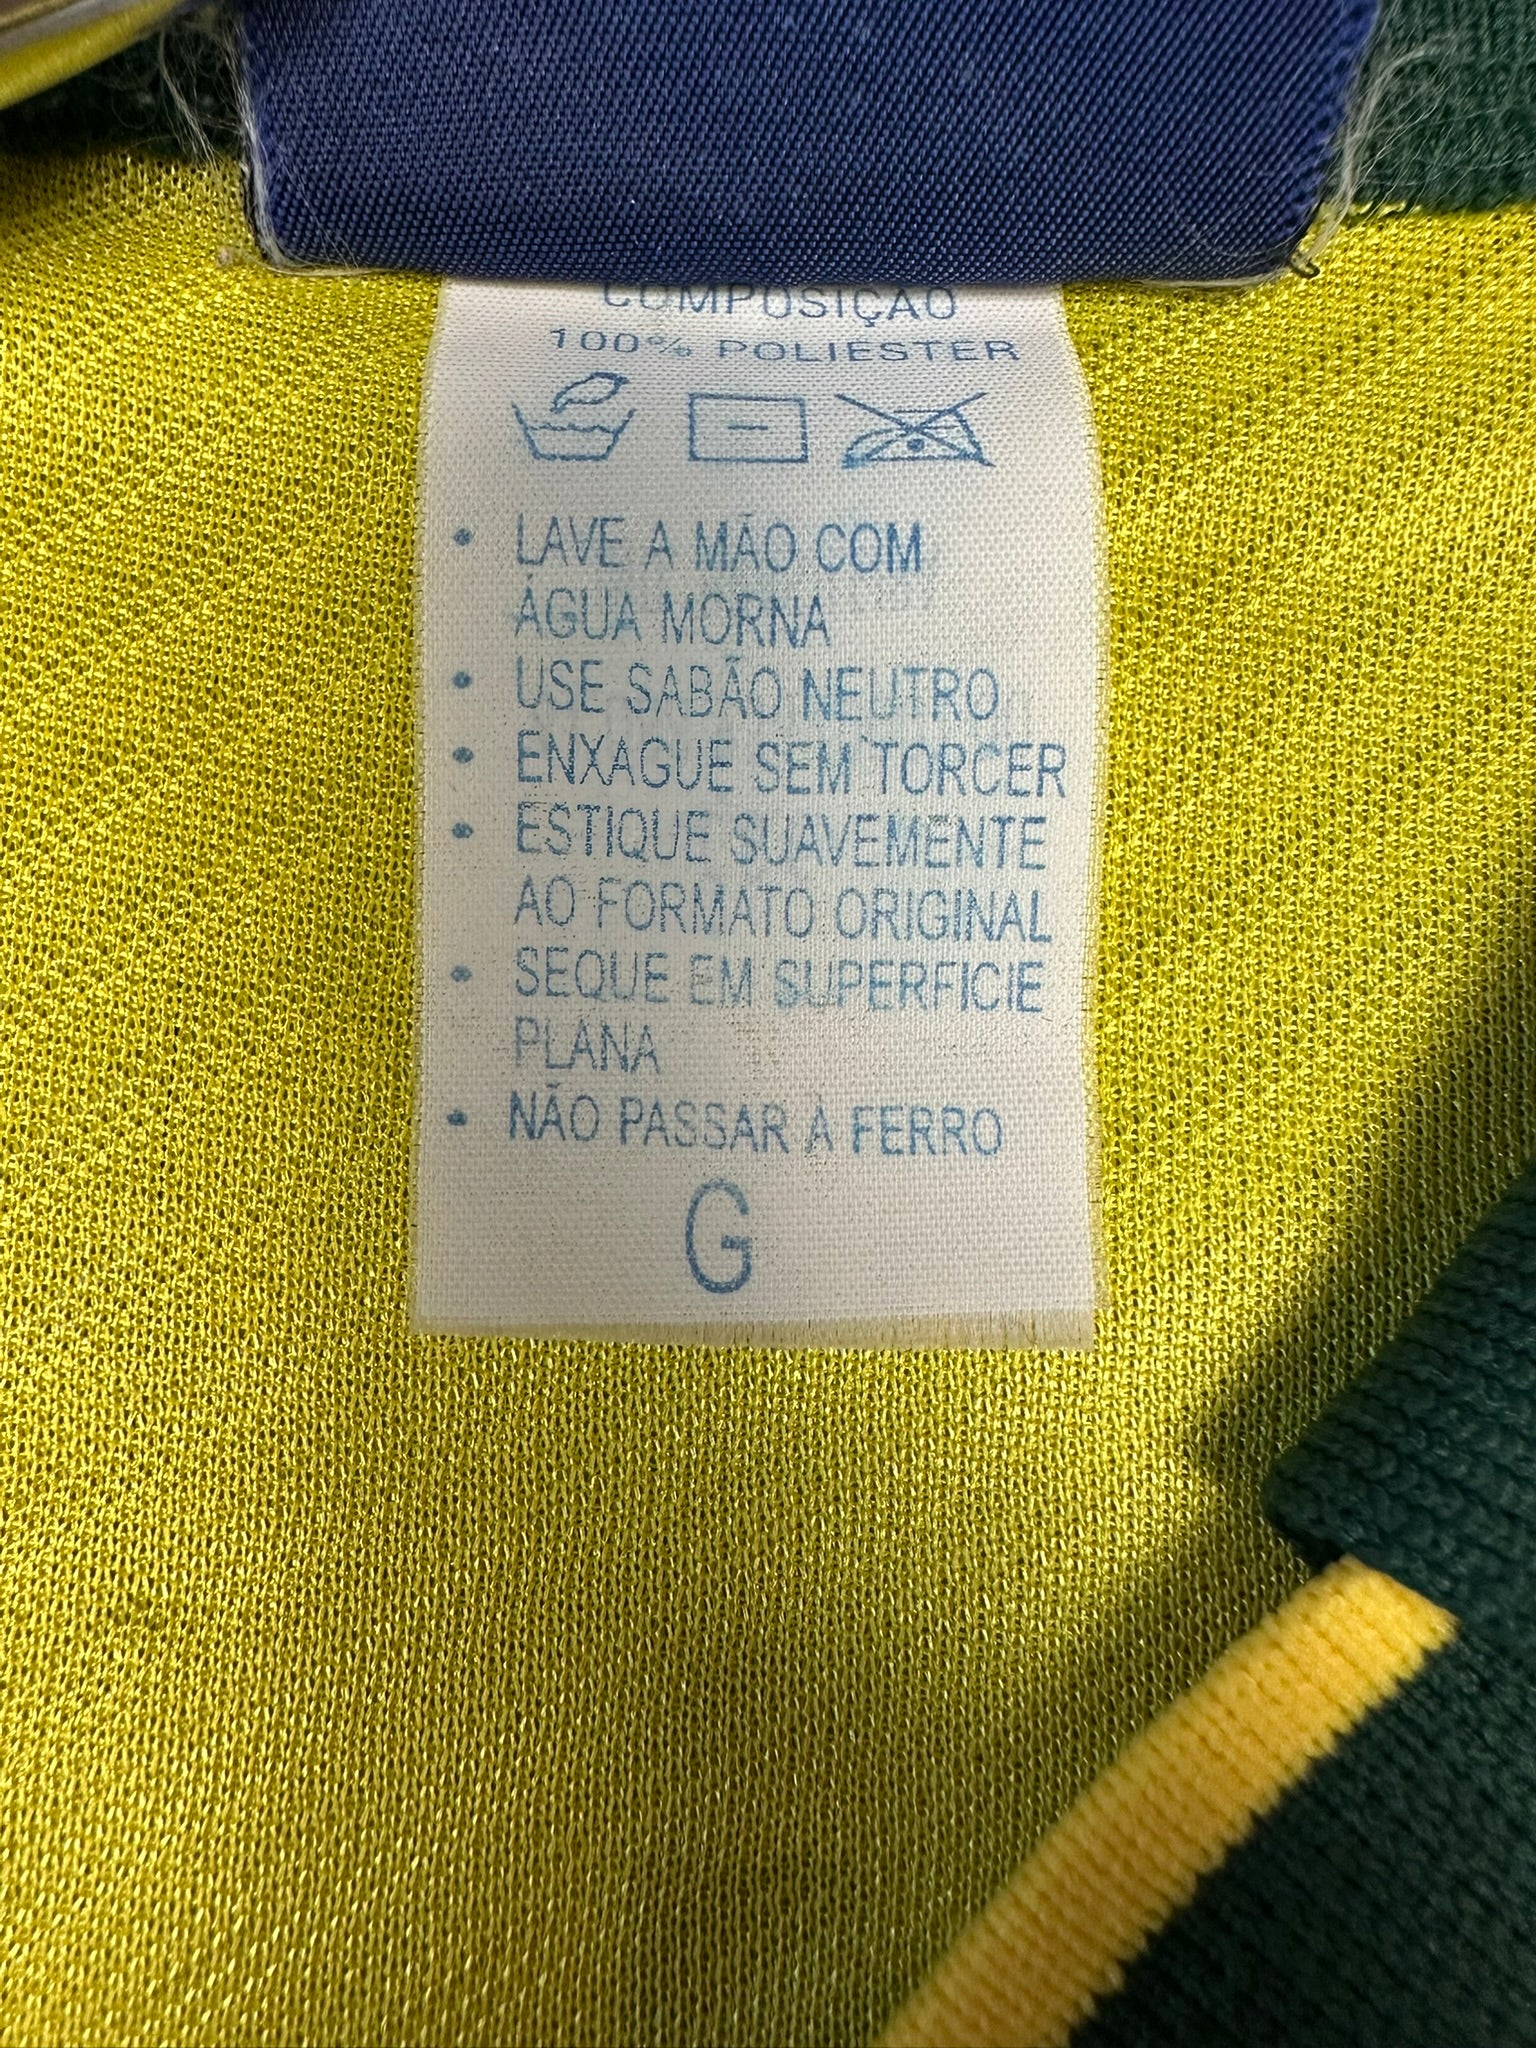 COMPOSIÇÃO
100% POLIESTER
• LAVE A MÃO COM
ÁGUA MORNA
• USE SABÃO NEUTRO
• ENXAGUE SEM TORCER
• ESTIQUE SUAVEMENTE
AO FORMATO ORIGINAL
• SEQUE EM SUPERFICIE
PLANA
• NÃO PASSAR À FERRO
G